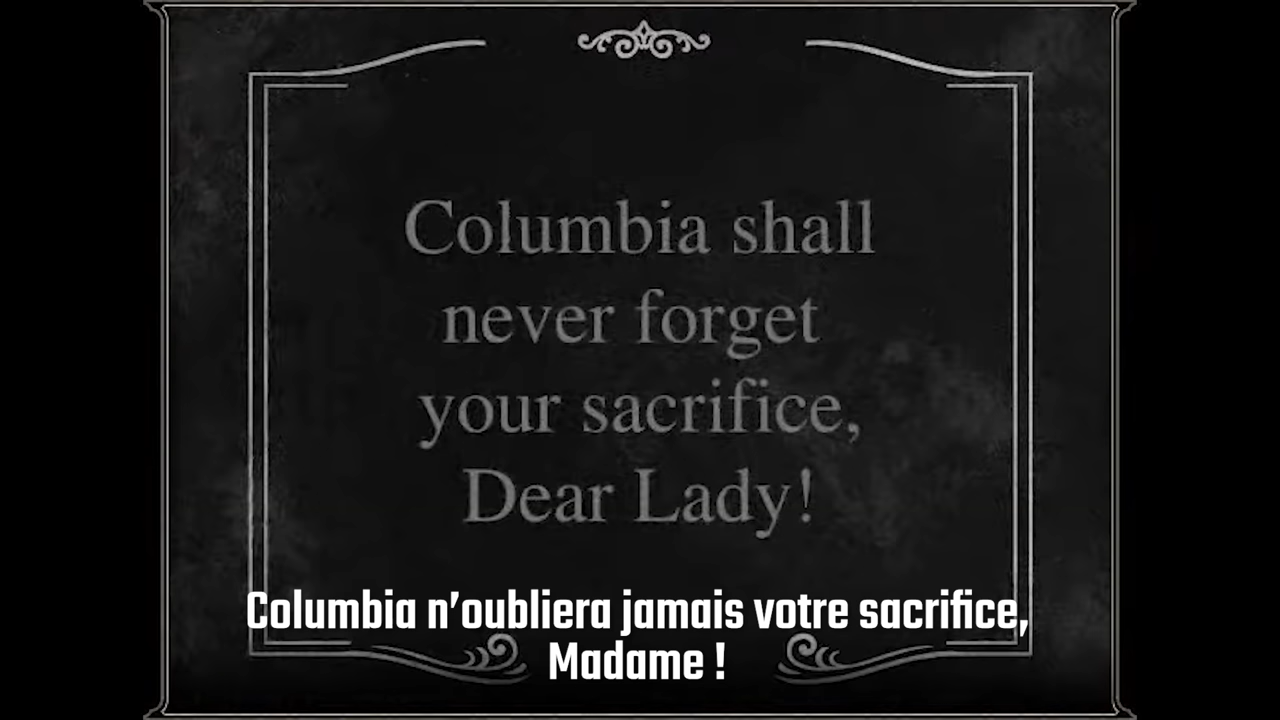 Columbia shall
never forget
your sacrifice,
Dear Lady!
Columbia n’oubliera jamais votre sacrifice,
Madame !